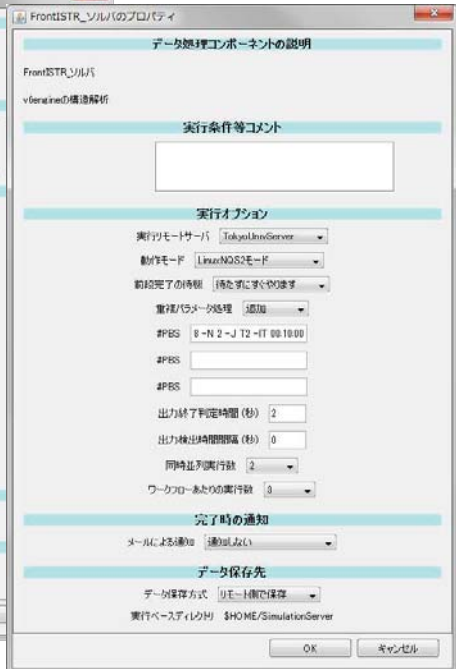 FrontISTR_ソルバのプロパティ
データ処理コンポーネントの説明
FrontISTR_ソルバ
v6engineの構造解析
実行条件等コメント
実行オプション
実行リモートサーバ TokyoUnivServer
動作モード LinuxNQS2モード
前段完了の待機 待たずにすぐやります
重複パラメータ処理 追加
#PBS 8 -N 2 -J T2 -lT 00:10:00
#PBS
#PBS
出力終了判定時間(秒) 2
出力検出時間間隔(秒) 0
同時並列実行数 2
ワークフローあたりの実行数
完了時の通知
メールによる通知 通知しない
データ保存先
データ保存方式 リモート側で保存
実行ベースディレクトリ $HOME/SimulationServer
OK キャンセル